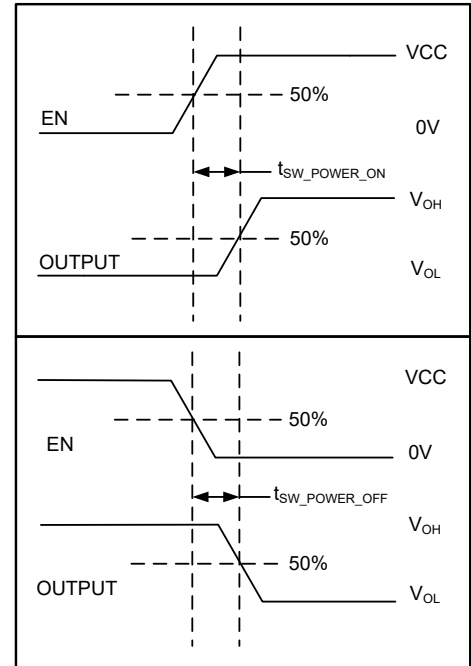 VCC
50%
EN
0V
tSW_POWER_ON
VOH
50%
OUTPUT
VOL
VCC
50%
EN
0V
tSW_POWER_OFF
VOH
50%
OUTPUT
VOL